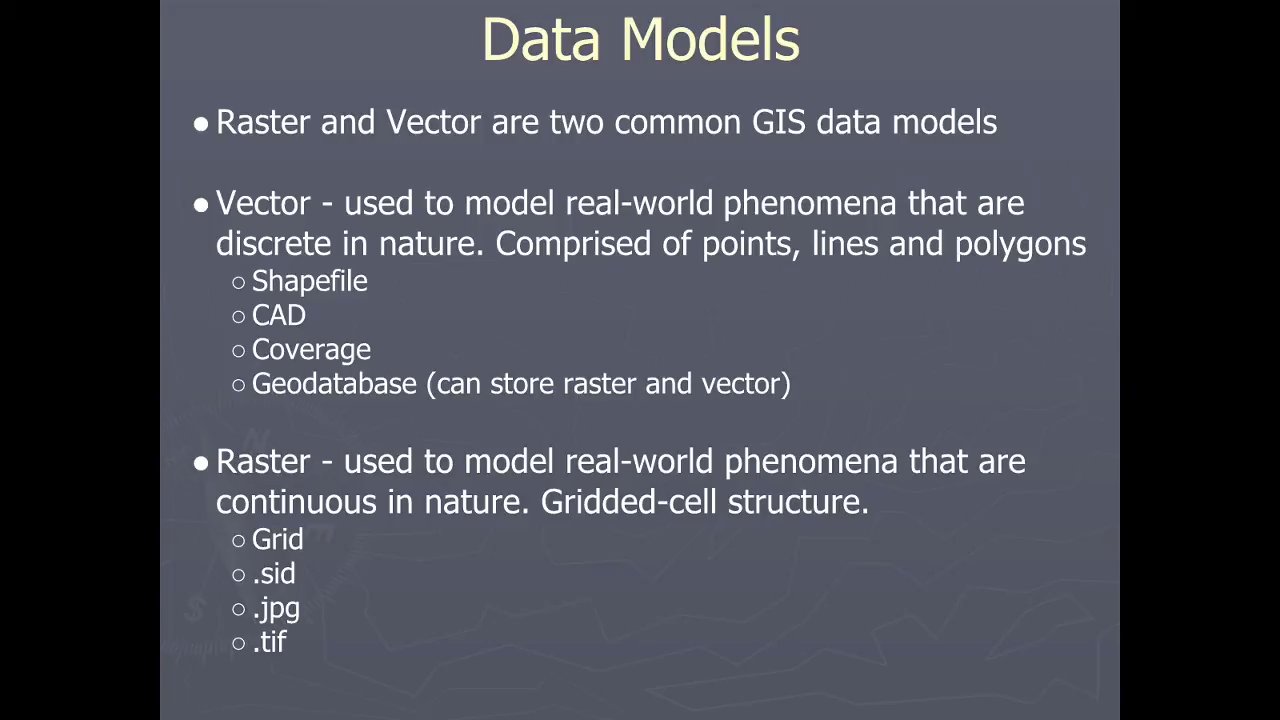 Data Models
● Raster and Vector are two common GIS data models
● Vector - used to model real-world phenomena that are
discrete in nature. Comprised of points, lines and polygons
○ Shapefile
○ CAD
○ Coverage
○ Geodatabase (can store raster and vector)
● Raster - used to model real-world phenomena that are
continuous in nature. Gridded-cell structure.
○ Grid
○ .sid
○ .jpg
○ .tif
N
E
S